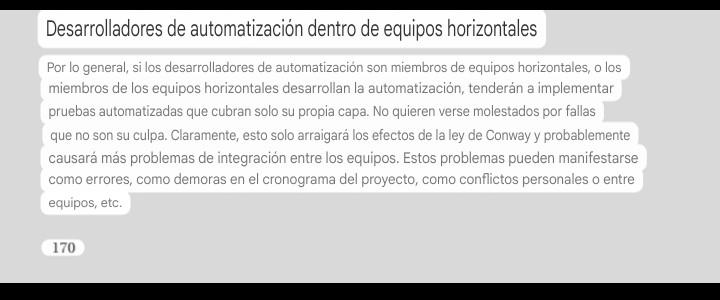 Desarrolladores de automatización dentro de equipos horizontales
Por lo general, si los desarrolladores de automatización son miembros de equipos horizontales, o los
miembros de los equipos horizontales desarrollan la automatización, tenderán a implementar
pruebas automatizadas que cubran solo su propia capa. No quieren verse molestados por fallas
que no son su culpa. Claramente, esto solo arraigará los efectos de la ley de Conway y probablemente
causará más problemas de integración entre los equipos. Estos problemas pueden manifestarse
como errores, como demoras en el cronograma del proyecto, como conflictos personales o entre
equipos, etc.
170